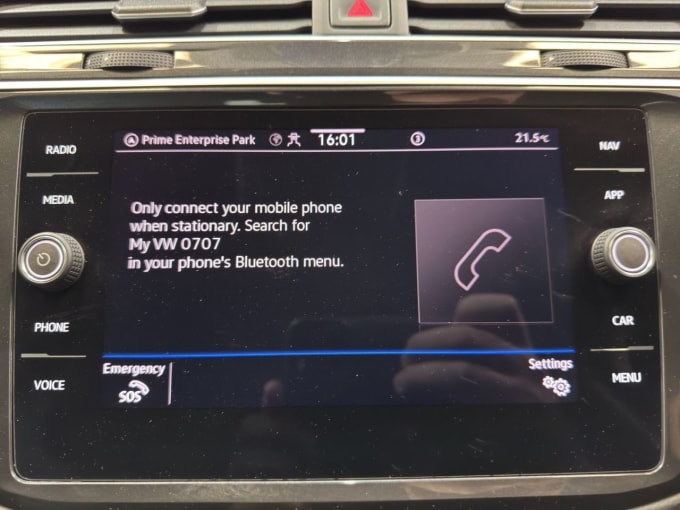 RADIO
MEDIA
PHONE
VOICE
Prime Enterprise Park 16:01 3 21.5°C
Only connect your mobile phone
when stationary. Search for
My VW 0707
in your phone's Bluetooth menu.
Emergency
SOS
Settings
NAV
APP
CAR
MENU